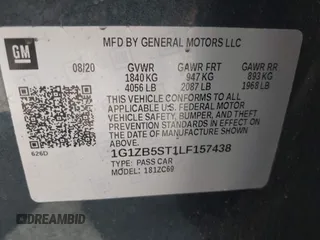 GM
MFD BY GENERAL MOTORS LLC
08/20 GVWR GAWR FRT GAWR RR
1840 KG 947 KG 893 KG
4056 LB 2087 LB 1968 LB
THIS VEHICLE CONFORMS TO ALL APPLICABLE
U.S. FEDERAL MOTOR VEHICLE
SAFETY, BUMPER, AND THEFT
PREVENTION STANDARDS IN EFFECT
ON THE DATE OF MANUFACTURE SHOWN
ABOVE.
626D
1G1ZB5ST1LF157438
TYPE: PASS CAR
181ZC69
DREAMBID